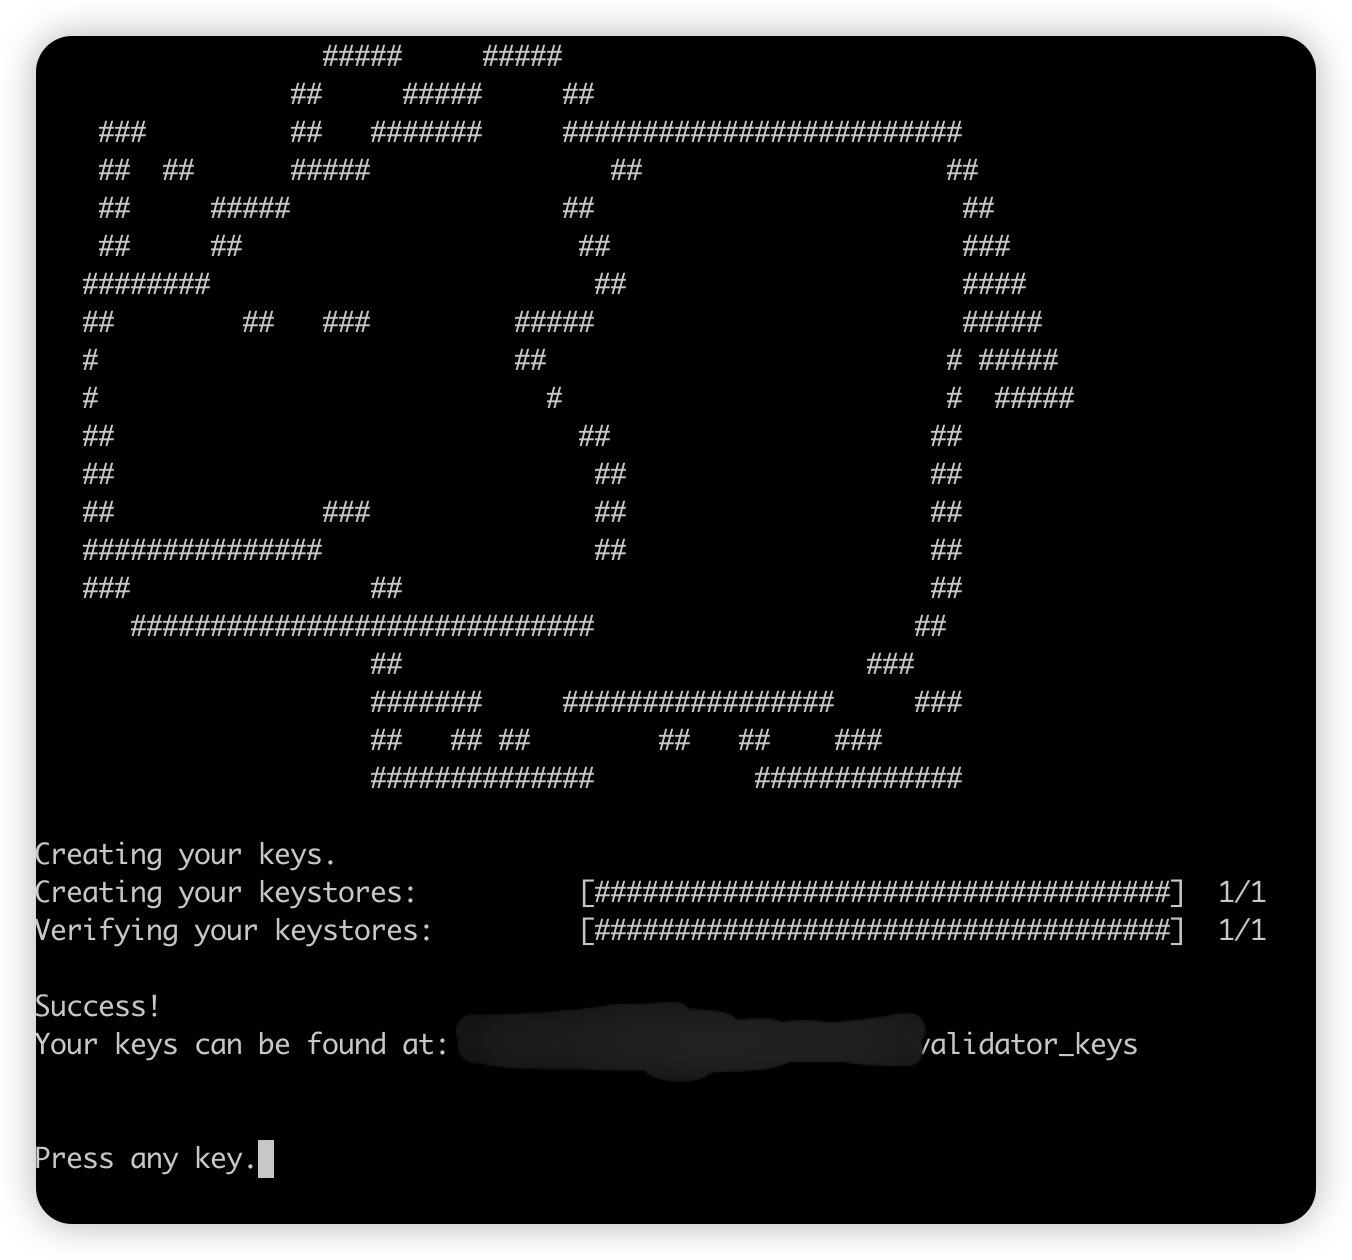 Creating your keys.
Creating your keystores: [####################################] 1/1
Verifying your keystores: [####################################] 1/1
Success!
Your keys can be found at: validator_keys
Press any key.